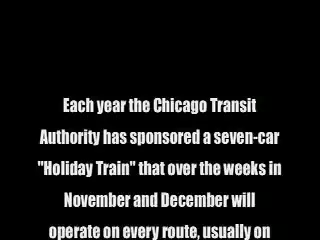 Each year the Chicago Transit
Authority has sponsored a seven-car
"Holiday Train" that over the weeks in
November and December will
operate on every route, usually on